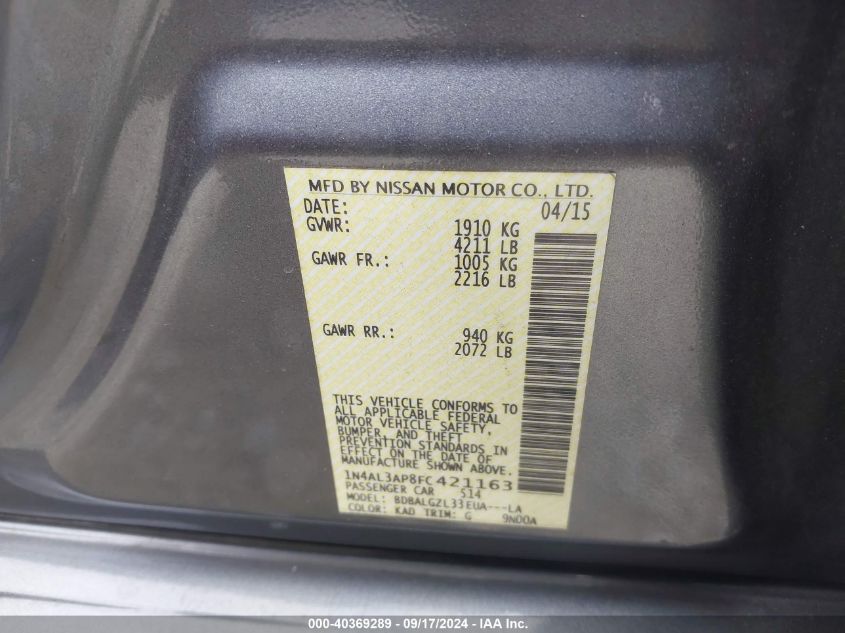 MFD BY NISSAN MOTOR CO., LTD.
DATE: 04/15
GVWR: 1910 KG
4211 LB
GAWR FR.: 1005 KG
2216 LB
GAWR RR.: 940 KG
2072 LB
THIS VEHICLE CONFORMS TO
ALL APPLICABLE FEDERAL
MOTOR VEHICLE SAFETY,
BUMPER, AND THEFT
PREVENTION STANDARDS IN
EFFECT ON THE DATE OF
MANUFACTURE SHOWN ABOVE.
1N4AL3AP8FC421163
PASSENGER CAR 514
MODEL: BDBALGZL33EUA---LA
COLOR: KAD TRIM: G 9N00A
000-40369289 - 09/17/2024 - IAA Inc.